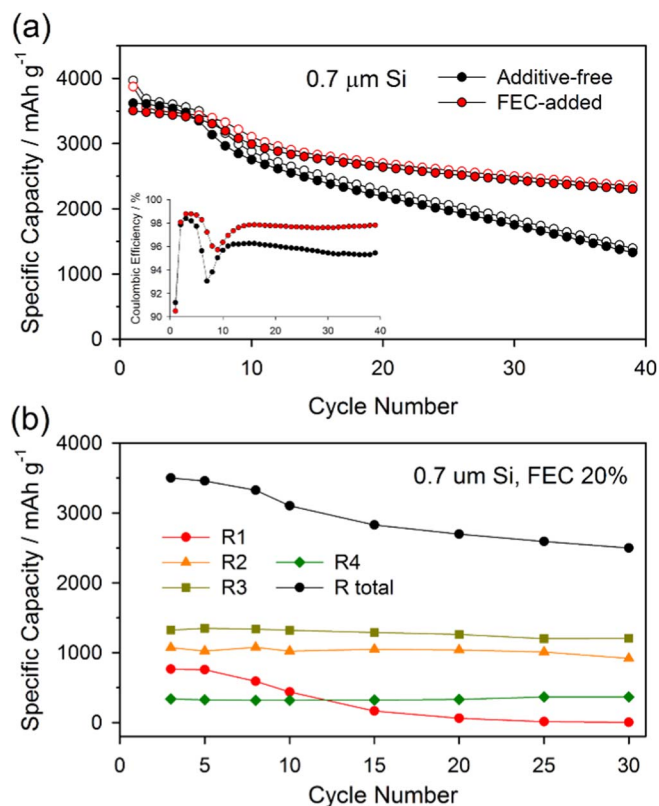 (a)
0.7 μm Si
Additive-free
FEC-added
Specific Capacity / mAh g-1
4000
3000
2000
1000
0
Coulombic Efficiency / %
100
98
96
94
92
90
0 10 20 30 40
0 10 20 30 40
Cycle Number
(b)
0.7 um Si, FEC 20%
R1
R2 R4
R3 R total
Specific Capacity / mAh g-1
4000
3000
2000
1000
0
0 5 10 15 20 25 30
Cycle Number